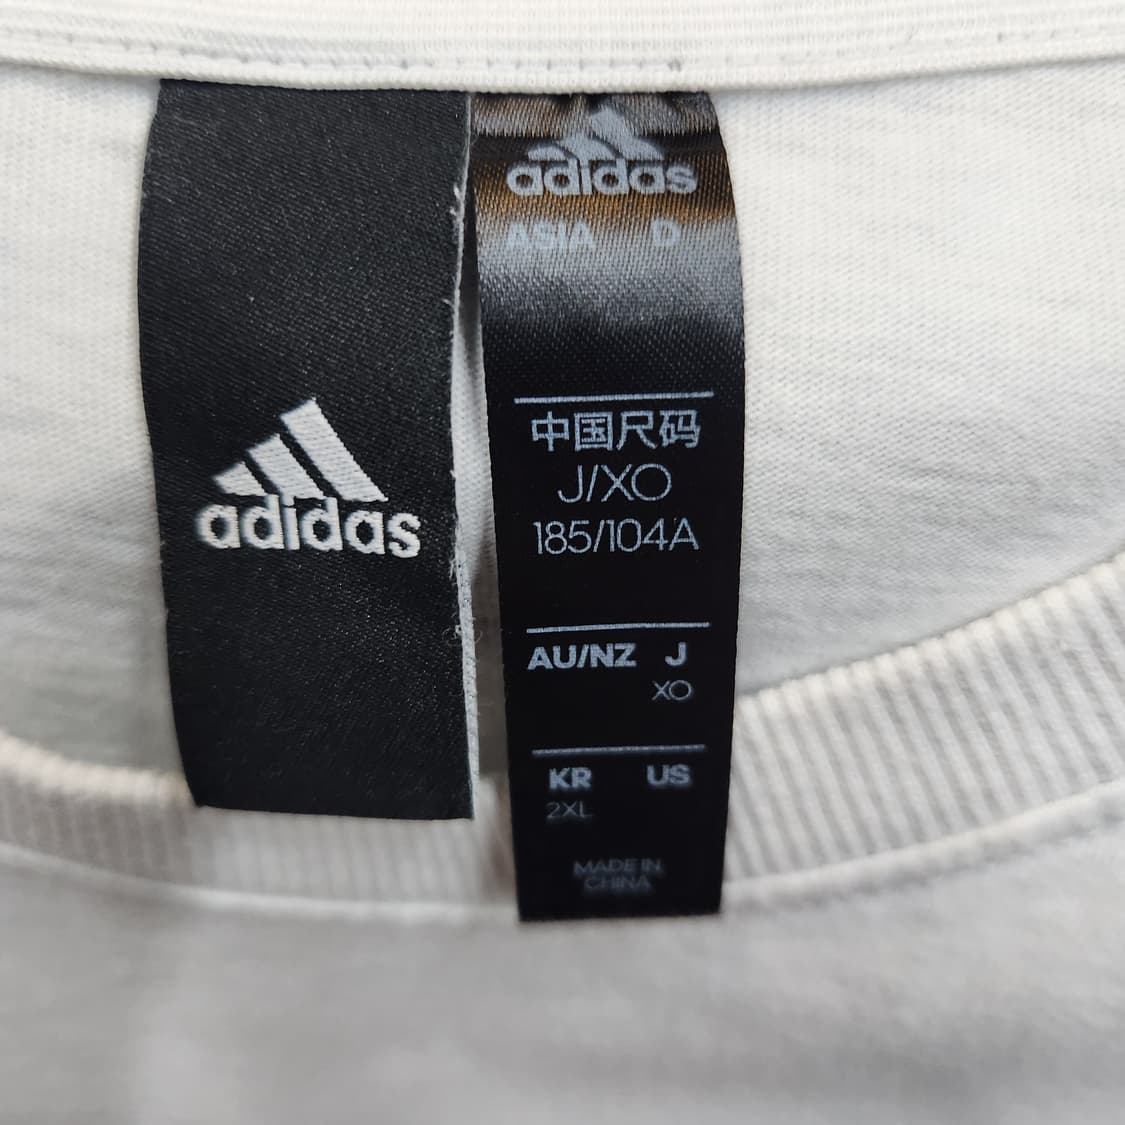 adidas
adidas
ASIA D
中国尺码
J/XO
185/104A
AU/NZ J
XO
KR US
2XL
MADE IN
CHINA